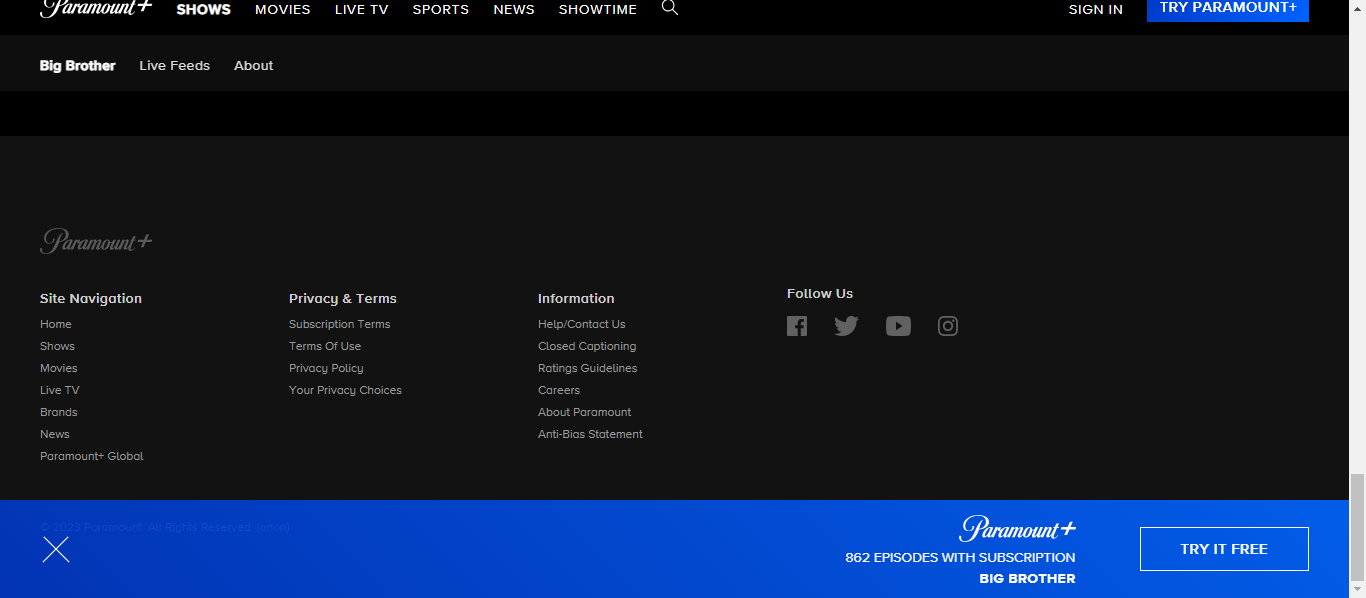 Paramount+ SHOWS MOVIES LIVE TV SPORTS NEWS SHOWTIME SIGN IN TRY PARAMOUNT+
Big Brother Live Feeds About
Paramount+
Site Navigation
Home
Shows
Movies
Live TV
Brands
News
Paramount+ Global
Privacy & Terms
Subscription Terms
Terms Of Use
Privacy Policy
Your Privacy Choices
Information
Help/Contact Us
Closed Captioning
Ratings Guidelines
Careers
About Paramount
Anti-Bias Statement
Follow Us
© 2023 Paramount. All Rights Reserved. (anon)
Paramount+
862 EPISODES WITH SUBSCRIPTION
BIG BROTHER
TRY IT FREE